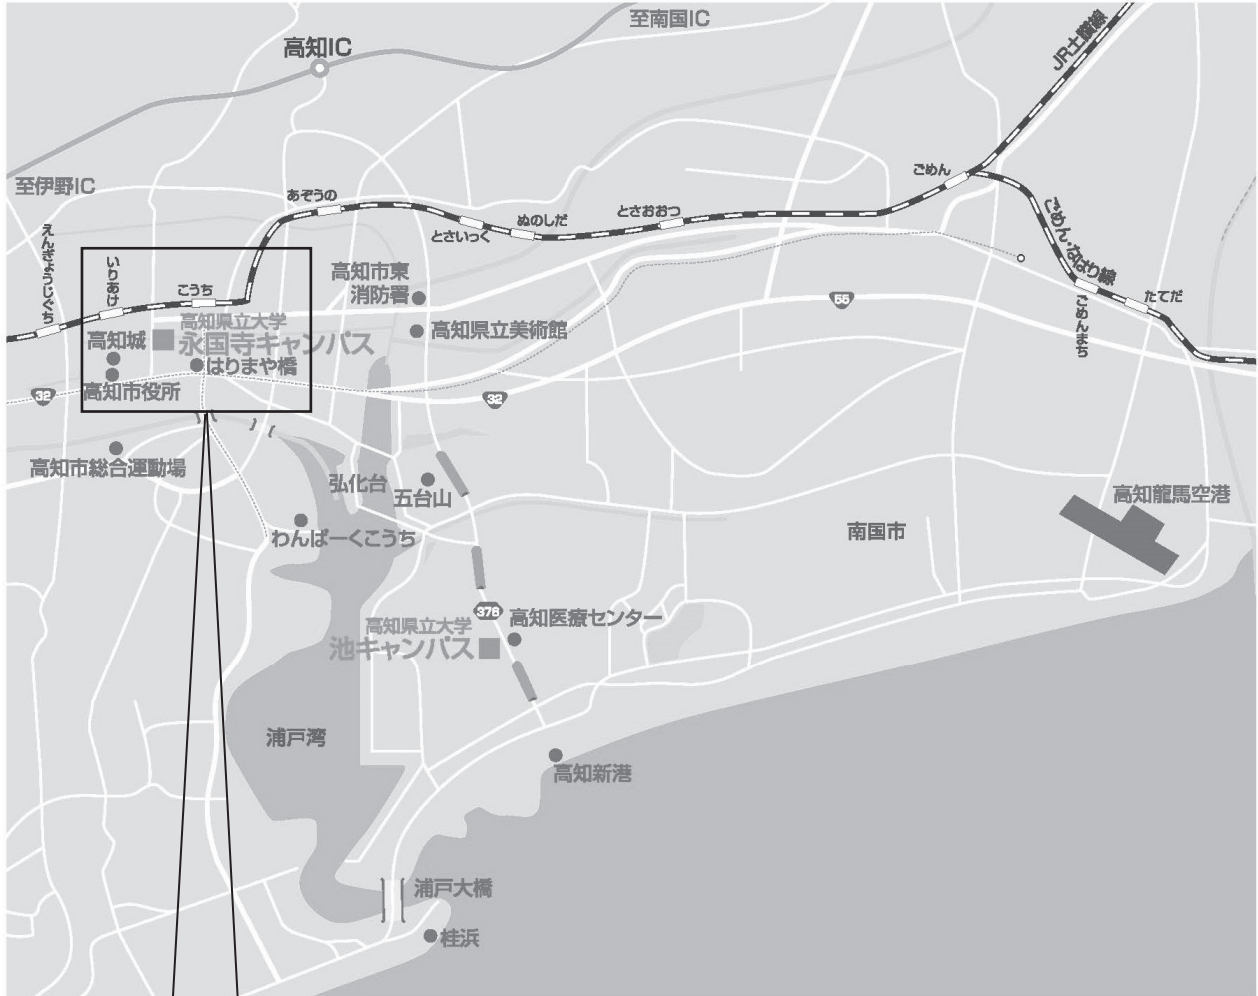 至南国IC
高知IC
JR土讃線
至伊野IC
ごめん
あぞうの
とさおおつ
ぬのしだ
とさいっく
えんぎょうじぐち
いりあけ
こうち
ごめん・なはり線
高知市東
消防署
たてだ
ごめんまち
55
高知県立大学
永国寺キャンパス
高知県立美術館
高知城
はりまや橋
高知市役所
32
32
高知市総合運動場
弘化台
五台山
高知龍馬空港
わんぱーくこうち
南国市
376
高知医療センター
高知県立大学
池キャンパス
浦戸湾
高知新港
浦戸大橋
桂浜